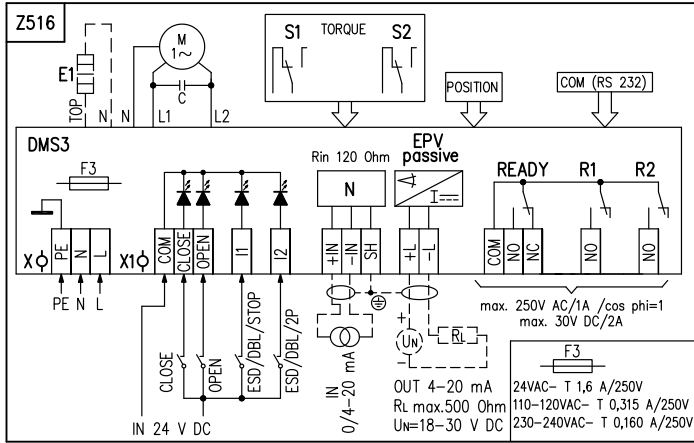 Z516
E1
TOP
N
N
M
1~
C
L1
L2
S1
TORQUE
S2
POSITION
COM (RS 232)
DMS3
F3
Rin 120 Ohm
N
EPV
passive
I
READY
R1
R2
X
PE
N
L
X1
COM
CLOSE
OPEN
I1
I2
+IN
-IN
SH
+L
-L
COM
NO
NC
NO
NO
PE N L
CLOSE
OPEN
ESD/DBL/STOP
ESD/DBL/2P
IN 24 V DC
IN
0/4-20 mA
+
UN
-
RL
OUT 4-20 mA
RL max.500 Ohm
UN=18-30 V DC
max. 250V AC/1A /cos phi=1
max. 30V DC/2A
F3
24VAC- T 1,6 A/250V
110-120VAC- T 0,315 A/250V
230-240VAC- T 0,160 A/250V